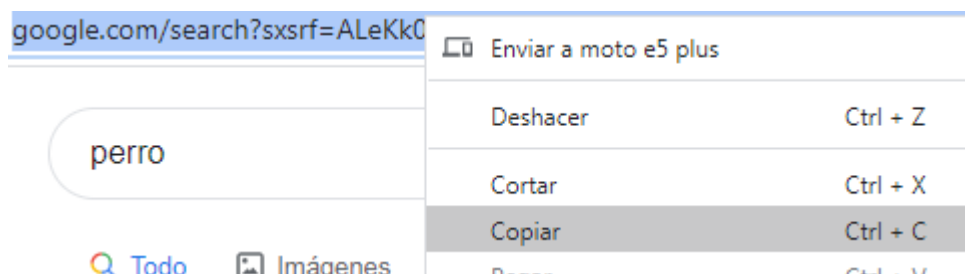 google.com/search?sxsrf=ALeKk0
Enviar a moto e5 plus
Deshacer Ctrl + Z
perro
Cortar Ctrl + X
Copiar Ctrl + C
Todo Imágenes